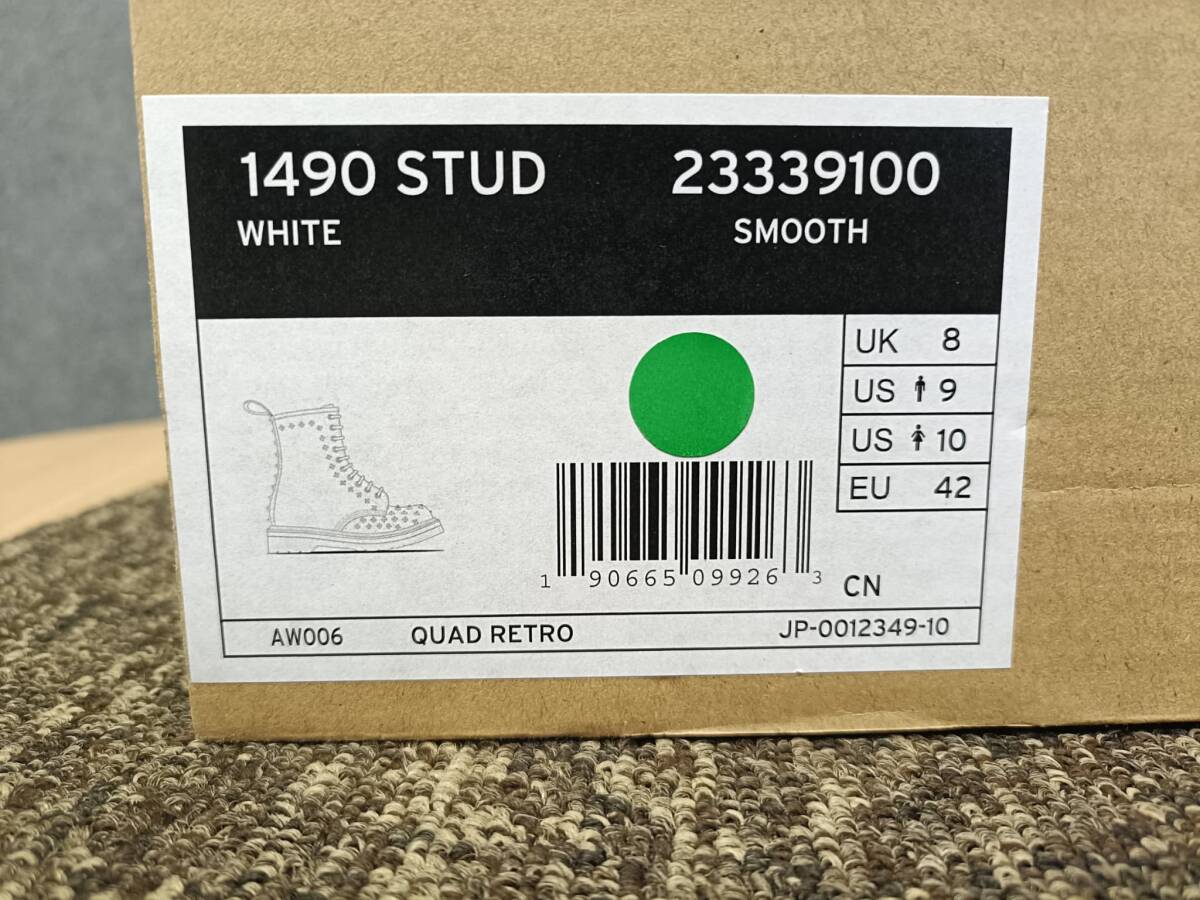 1490 STUD 23339100
WHITE SMOOTH
UK 8
US 9
US 10
EU 42
1 90665 09926 3
CN
AW006 QUAD RETRO JP-0012349-10